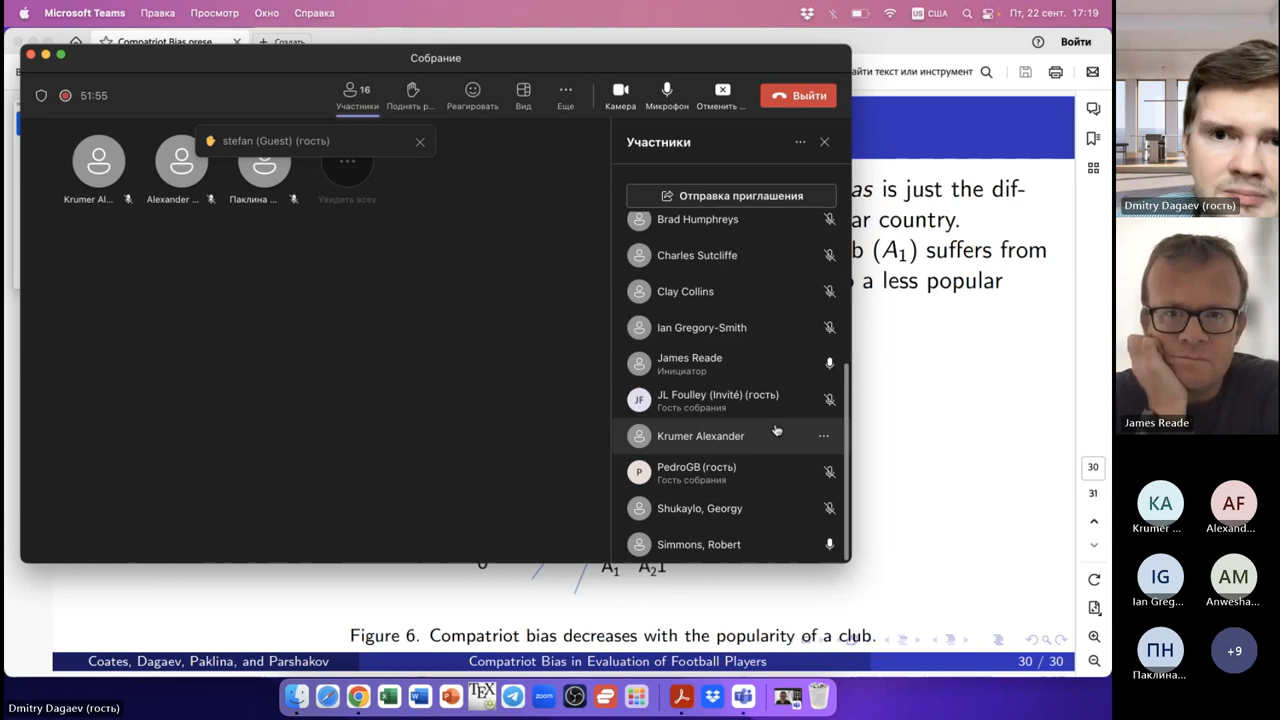 Microsoft Teams Правка Просмотр Окно Справка
США Пт, 22 сент. 17:19
Compatriot Bias prese
Создать
Войти
Собрание
51:55
16
Участники Поднять р... Реагировать Вид Еще Камера Микрофон Отменить ... Выйти
айти текст или инструмент
stefan (Guest) (гость)
Krumer Al... Alexander ... Паклина ... Увидеть всех
Участники
Отправка приглашения
Brad Humphreys
Charles Sutcliffe
Clay Collins
Ian Gregory-Smith
James Reade
Инициатор
JF JL Foulley (Invité) (гость)
Гость собрания
Krumer Alexander
P PedroGB (гость)
Гость собрания
Shukaylo, Georgy
Simmons, Robert
as is just the dif-
ar country.
b (A₁) suffers from
o a less popular
A₁ A₂1
Figure 6. Compatriot bias decreases with the popularity of a club.
Coates, Dagaev, Paklina, and Parshakov Compatriot Bias in Evaluation of Football Players 30 / 30
30
31
TEX
zoom
Dmitry Dagaev (гость)
Dmitry Dagaev (гость)
James Reade
KA AF
Krumer ... Alexand...
IG AM
Ian Greg... Anwesha...
ПН +9
Паклина...